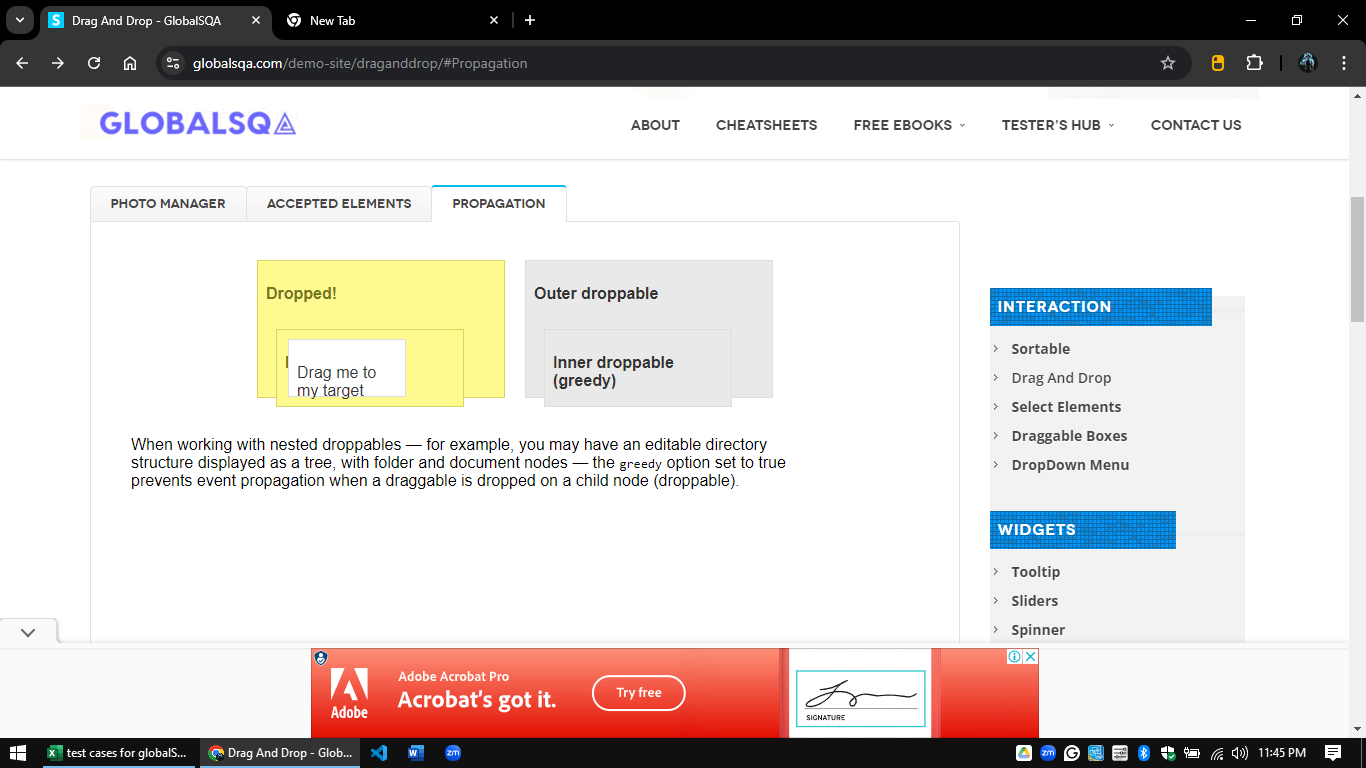 Drag And Drop - GlobalSQA
New Tab
globalsqa.com/demo-site/draganddrop/#Propagation
GLOBALSQA
ABOUT
CHEATSHEETS
FREE EBOOKS
TESTER'S HUB
CONTACT US
PHOTO MANAGER
ACCEPTED ELEMENTS
PROPAGATION
Dropped!
Drag me to
my target
Outer droppable
Inner droppable
(greedy)
When working with nested droppables — for example, you may have an editable directory
structure displayed as a tree, with folder and document nodes — the greedy option set to true
prevents event propagation when a draggable is dropped on a child node (droppable).
INTERACTION
Sortable
Drag And Drop
Select Elements
Draggable Boxes
DropDown Menu
WIDGETS
Tooltip
Sliders
Spinner
Adobe
Adobe Acrobat Pro
Acrobat's got it.
Try free
SIGNATURE
test cases for globalS...
Drag And Drop - Glob...
zm
zm
11:45 PM